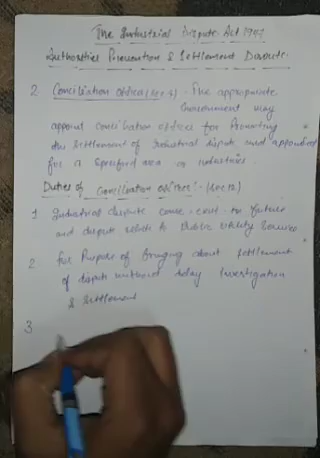 The Industrial Dispute Act 1947
Authorities Prevention & Settlement Dispute
2. Conciliation officer (Sec 4) - The appropriate
Government may
appoint conciliation officer for Promoting
the settlement of industrial dispute and appointed
for a specified area or industries.
Duties of conciliation officer :- (Sec 12)
1 Industrial dispute exist in future
and dispute relate to Public utility Service
2 for Purpose of bringing about settlement
of dispute without delay Investigation
& settlement
3